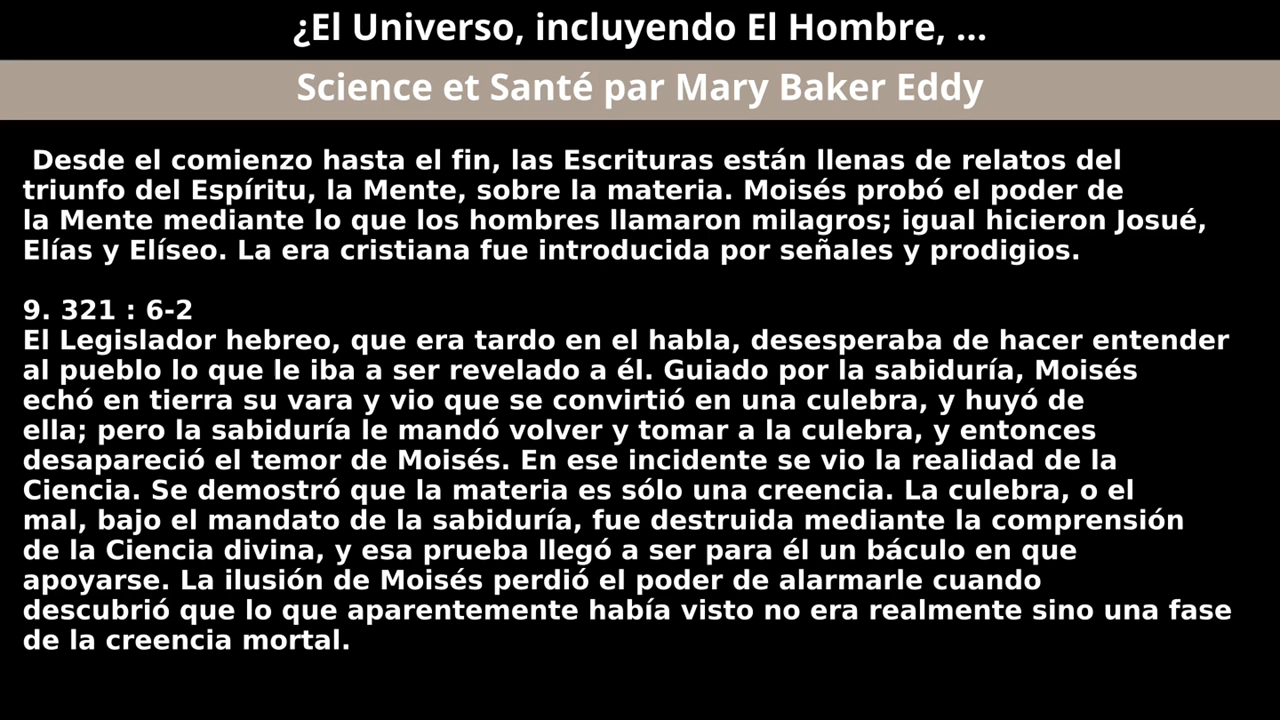 ¿El Universo, incluyendo El Hombre, ...
Science et Santé par Mary Baker Eddy
Desde el comienzo hasta el fin, las Escrituras están llenas de relatos del
triunfo del Espíritu, la Mente, sobre la materia. Moisés probó el poder de
la Mente mediante lo que los hombres llamaron milagros; igual hicieron Josué,
Elías y Elíseo. La era cristiana fue introducida por señales y prodigios.
9. 321 : 6-2
El Legislador hebreo, que era tardo en el habla, desesperaba de hacer entender
al pueblo lo que le iba a ser revelado a él. Guiado por la sabiduría, Moisés
echó en tierra su vara y vio que se convirtió en una culebra, y huyó de
ella; pero la sabiduría le mandó volver y tomar a la culebra, y entonces
desapareció el temor de Moisés. En ese incidente se vio la realidad de la
Ciencia. Se demostró que la materia es sólo una creencia. La culebra, o el
mal, bajo el mandato de la sabiduría, fue destruida mediante la comprensión
de la Ciencia divina, y esa prueba llegó a ser para él un báculo en que
apoyarse. La ilusión de Moisés perdió el poder de alarmarle cuando
descubrió que lo que aparentemente había visto no era realmente sino una fase
de la creencia mortal.